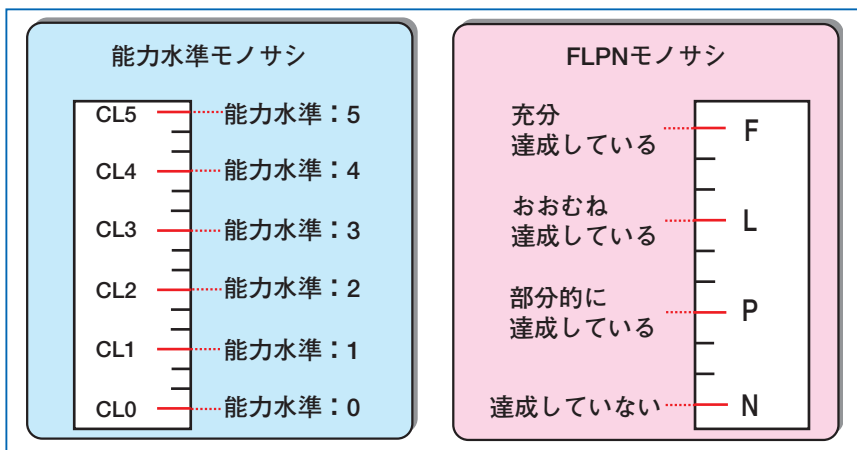 能力水準モノサシ
CL5 能力水準：5
CL4 能力水準：4
CL3 能力水準：3
CL2 能力水準：2
CL1 能力水準：1
CL0 能力水準：0
FLPNモノサシ
充分
達成している
F
おおむね
達成している
L
部分的に
達成している
P
達成していない N